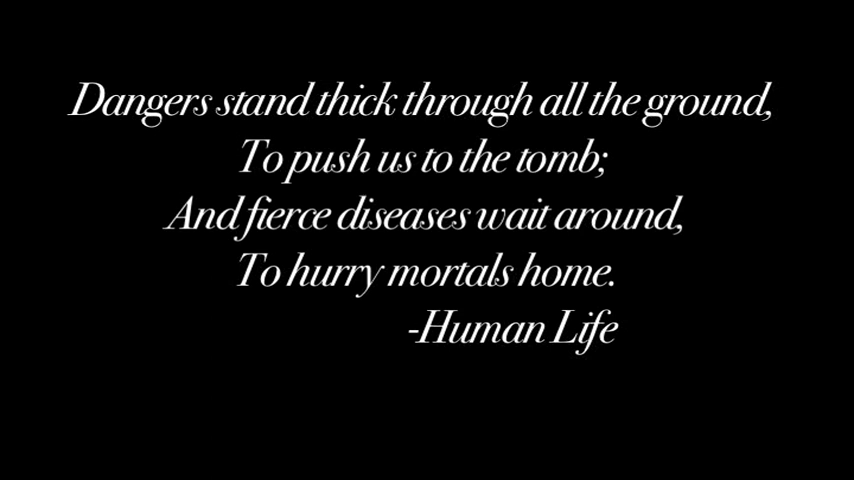 Dangers stand thick through all the ground,
To push us to the tomb;
And fierce diseases wait around,
To hurry mortals home.
-Human Life